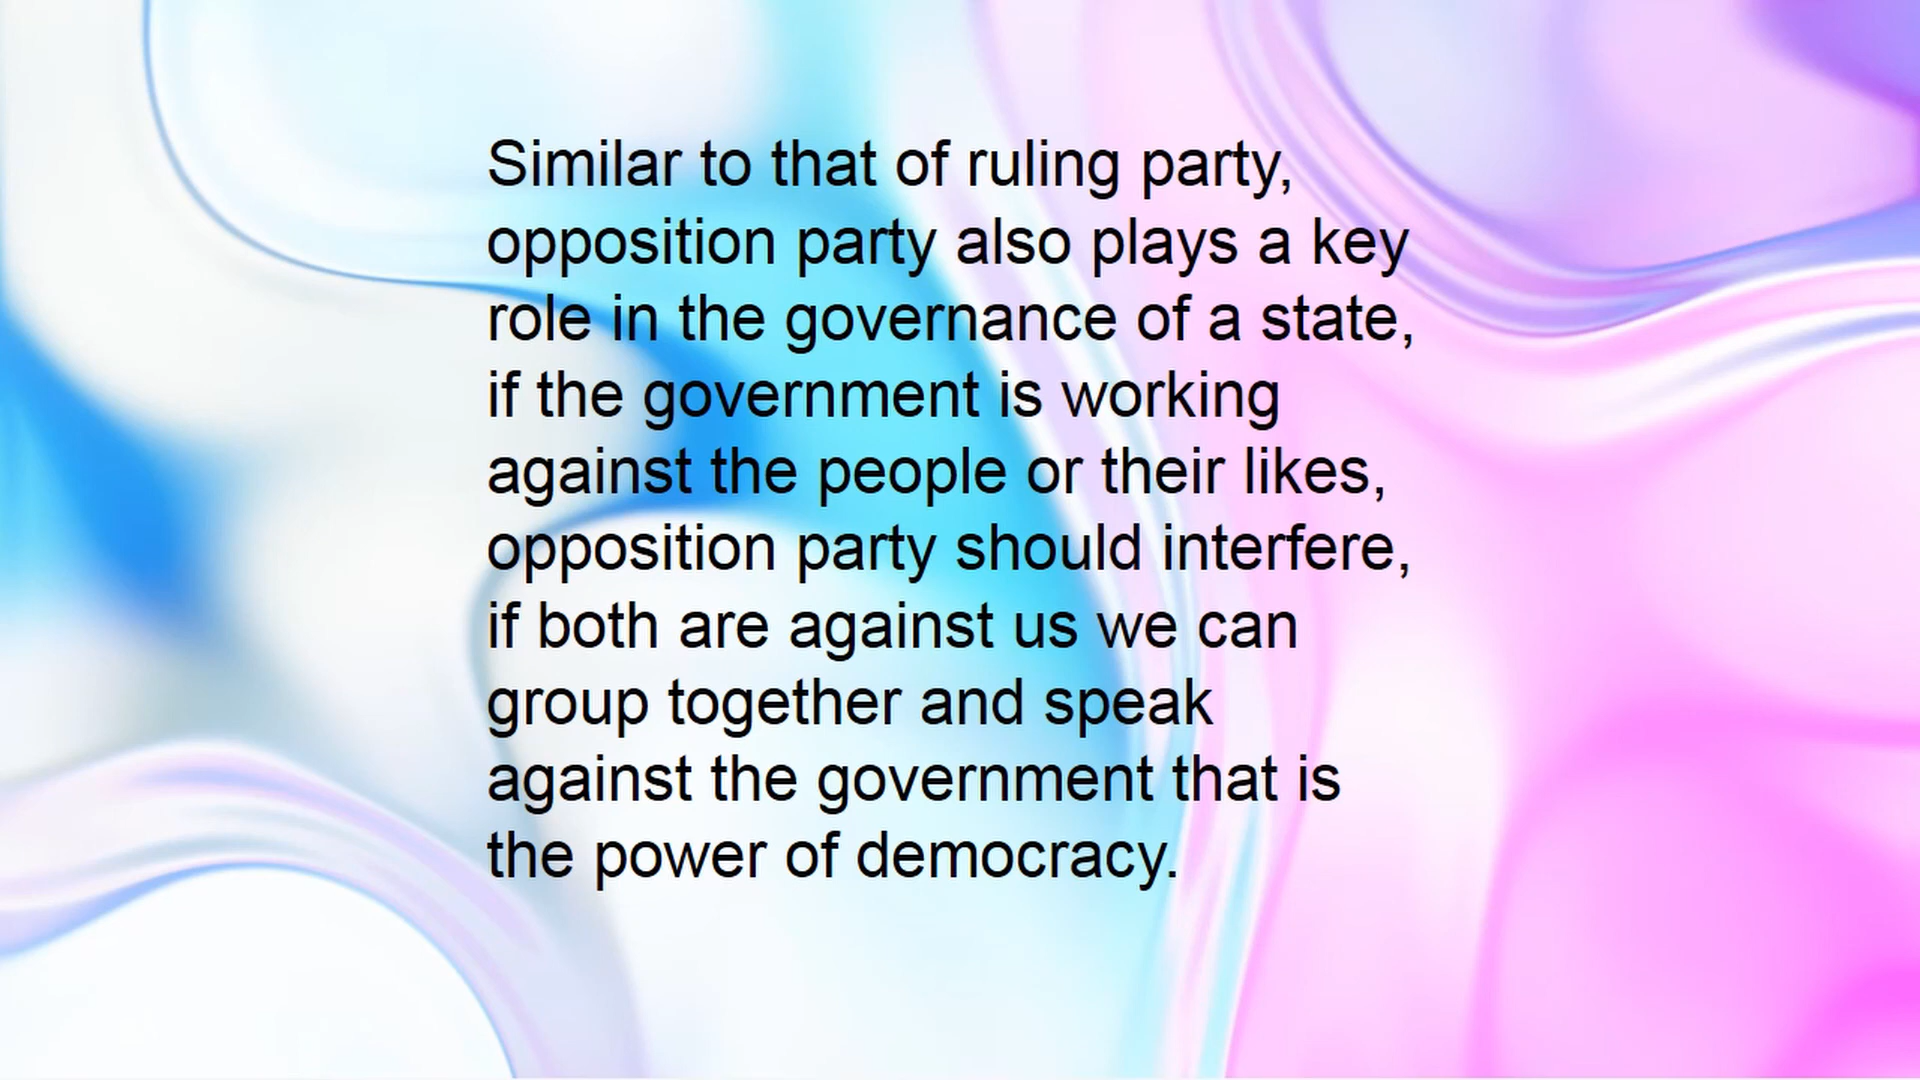 Similar to that of ruling party,
opposition party also plays a key
role in the governance of a state,
if the government is working
against the people or their likes,
opposition party should interfere,
if both are against us we can
group together and speak
against the government that is
the power of democracy.